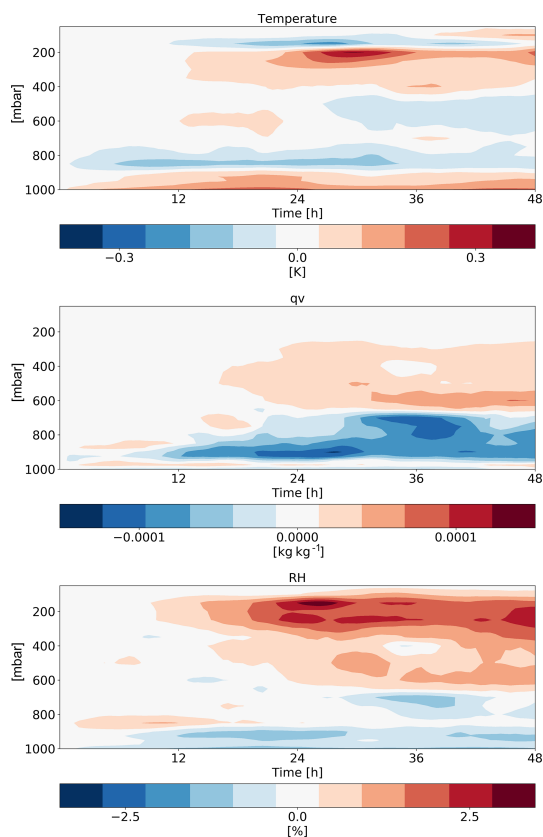 Temperature
200
400
600
800
1000
[mbar]
12 24 36 48
Time [h]
−0.3 0.0 0.3
[K]
qv
200
400
600
800
1000
[mbar]
12 24 36 48
Time [h]
−0.0001 0.0000 0.0001
[kg kg⁻¹]
RH
200
400
600
800
1000
[mbar]
12 24 36 48
Time [h]
−2.5 0.0 2.5
[%]